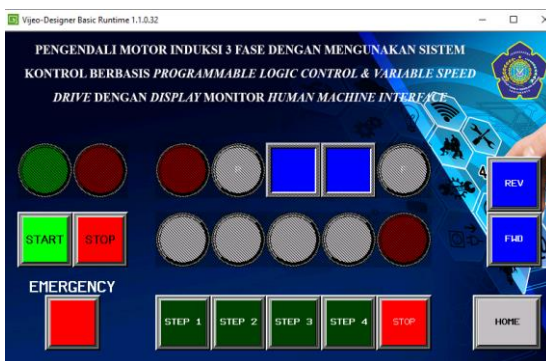 Vijeo-Designer Basic Runtime 1.1.0.32
PENGENDALI MOTOR INDUKSI 3 FASE DENGAN MENGUNAKAN SISTEM
KONTROL BERBASIS PROGRAMMABLE LOGIC CONTROL & VARIABLE SPEED
DRIVE DENGAN DISPLAY MONITOR HUMAN MACHINE INTERFACE
REV
START STOP
FWD
EMERGENCY
STEP 1 STEP 2 STEP 3 STEP 4 STOP
HOME